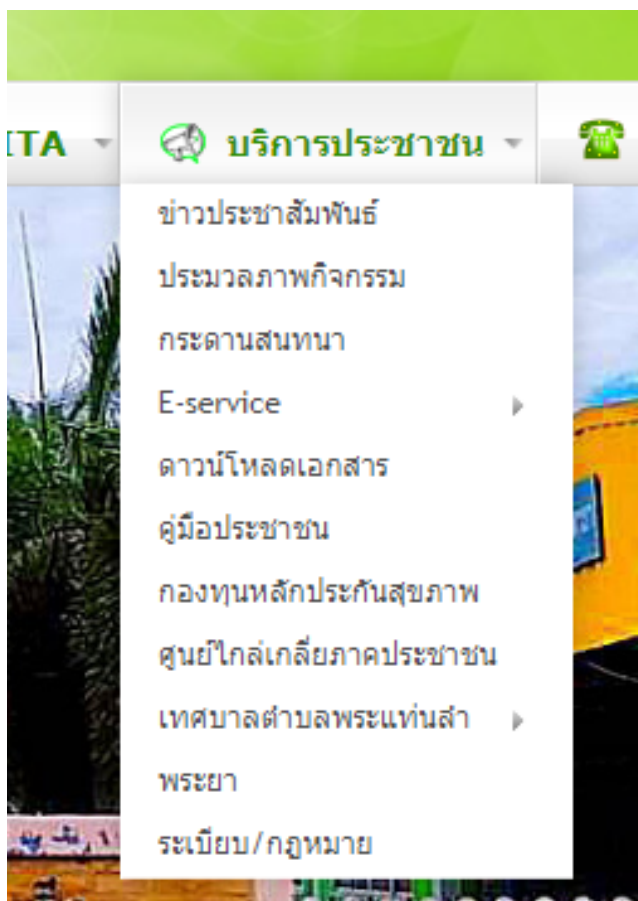 ITA
บริการประชาชน
ข่าวประชาสัมพันธ์
ประมวลภาพกิจกรรม
กระดานสนทนา
E-service
ดาวน์โหลดเอกสาร
คู่มือประชาชน
กองทุนหลักประกันสุขภาพ
ศูนย์ไกล่เกลี่ยภาคประชาชน
เทศบาลตำบลพระแท่นลำ
พระยา
ระเบียบ/กฎหมาย